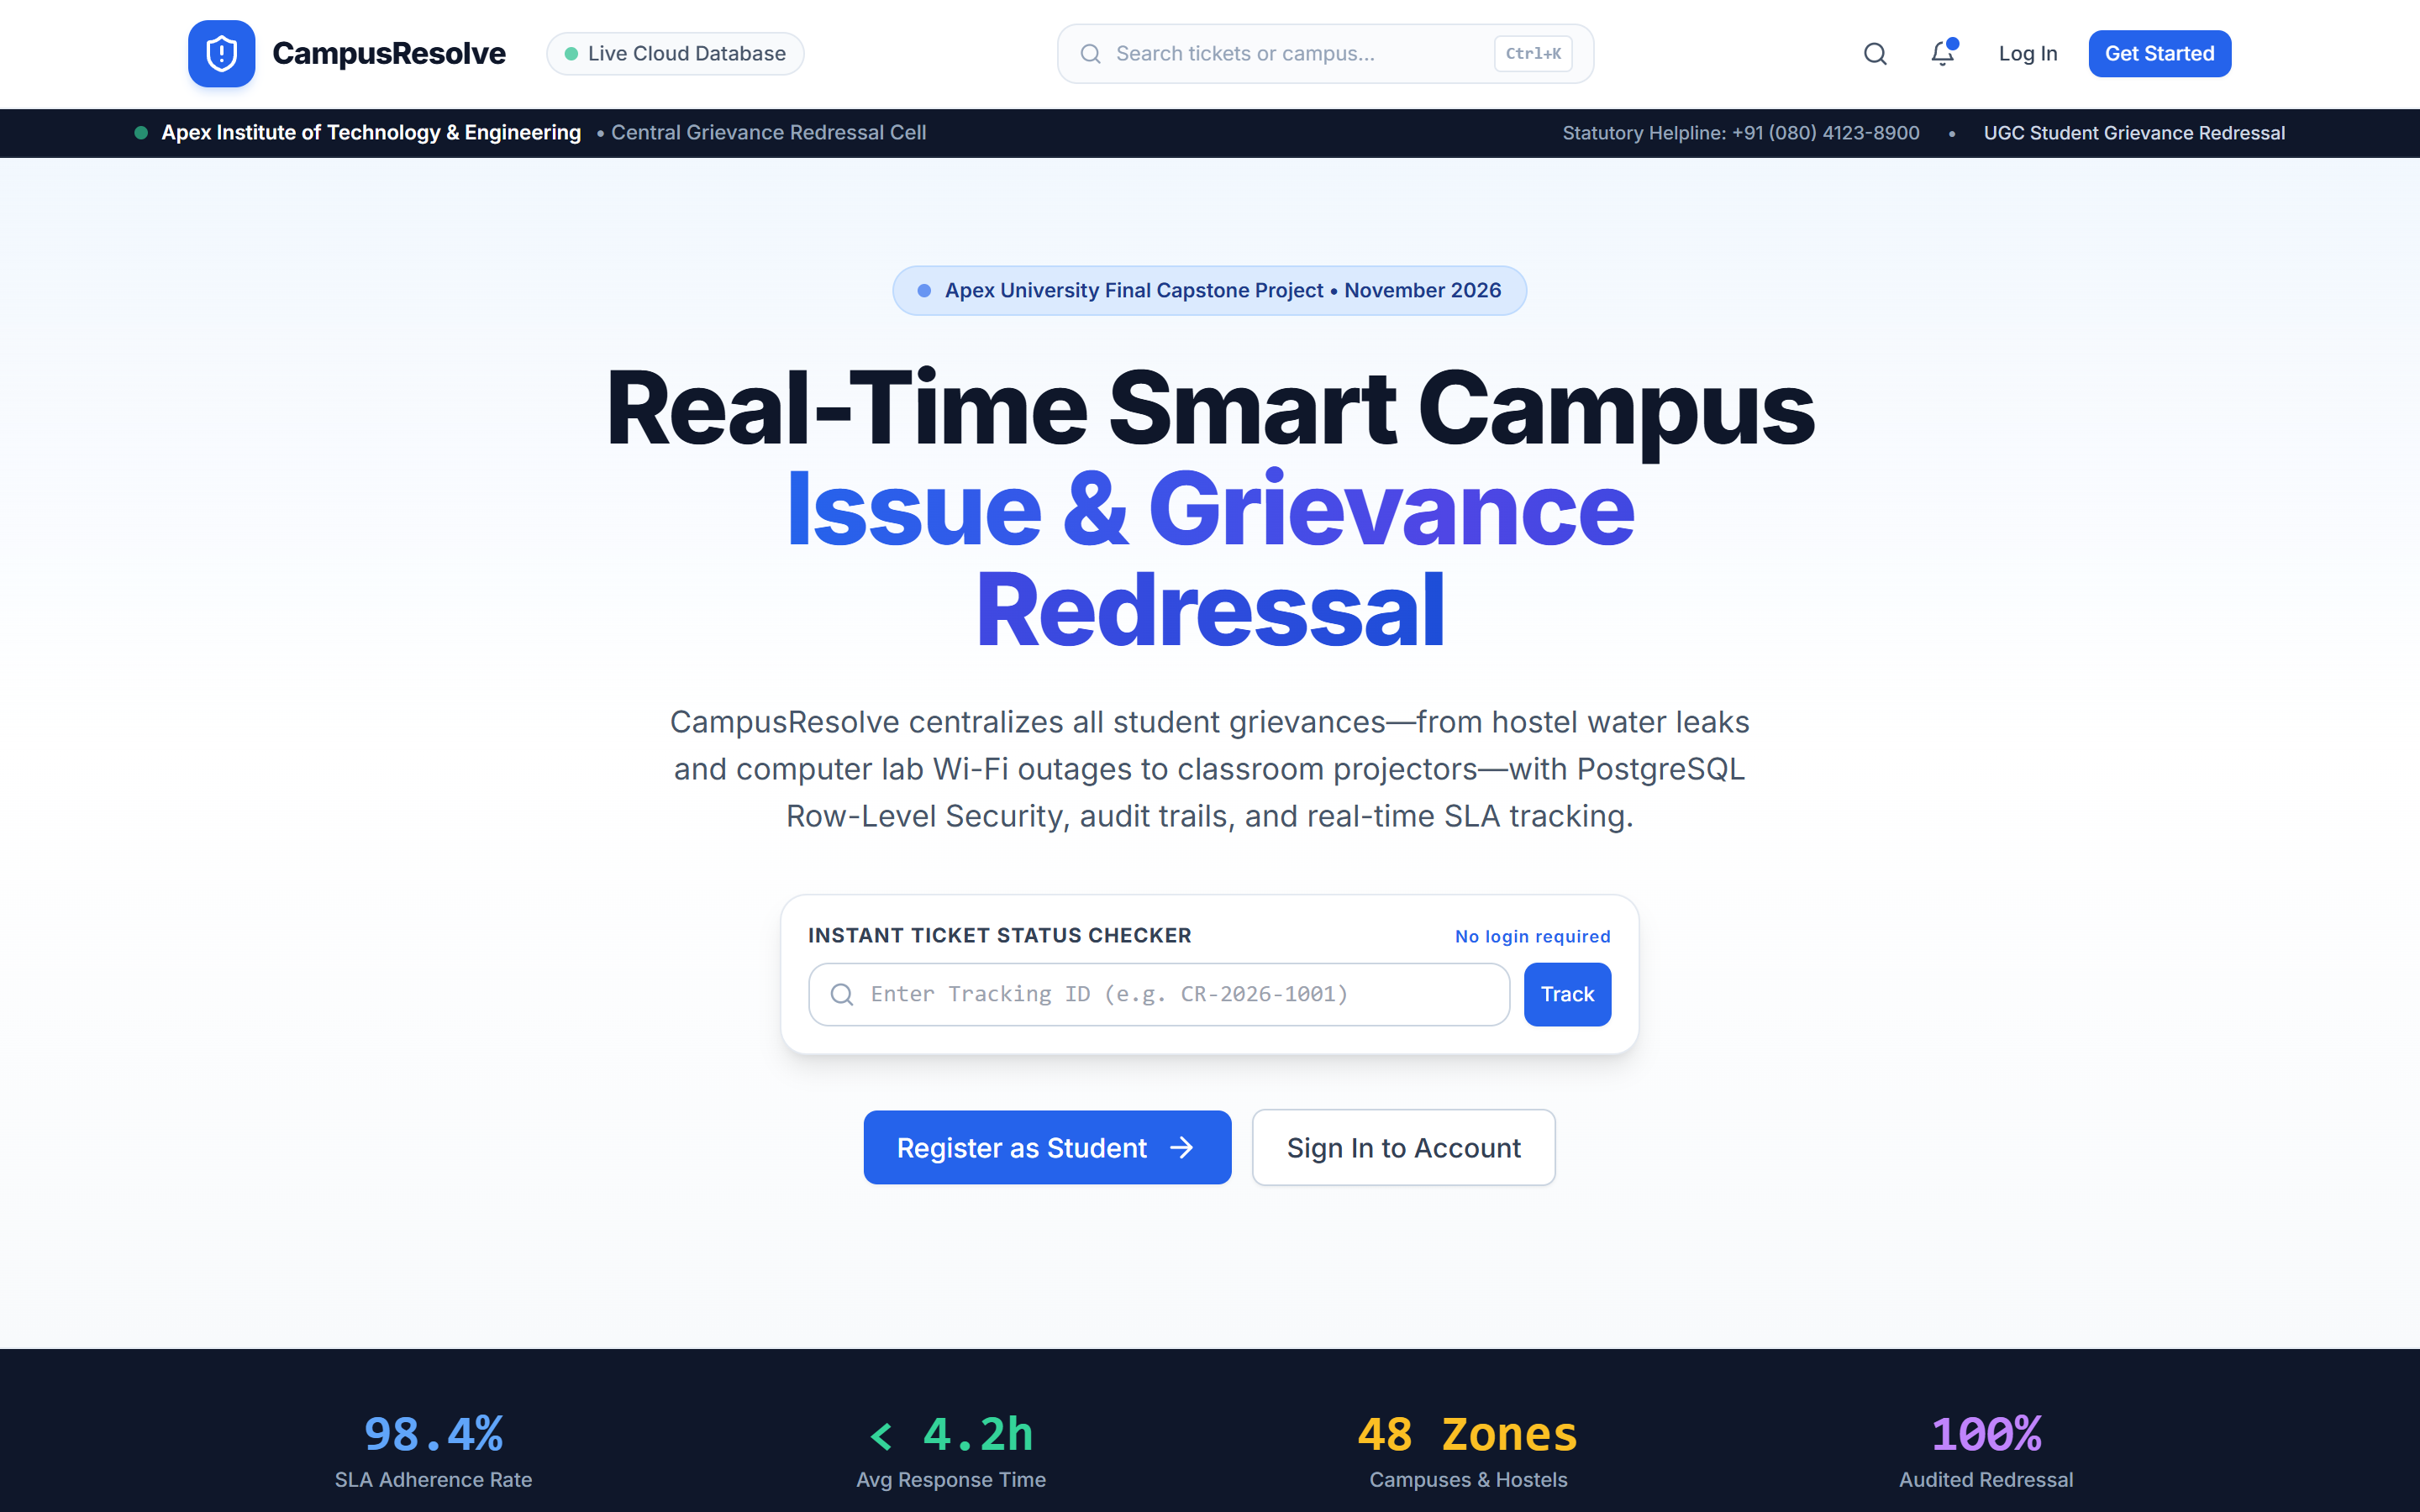 CampusResolve
Live Cloud Database
Search tickets or campus...
Ctrl+K
Log In
Get Started
Apex Institute of Technology & Engineering • Central Grievance Redressal Cell
Statutory Helpline: +91 (080) 4123-8900 • UGC Student Grievance Redressal
Apex University Final Capstone Project • November 2026
Real-Time Smart Campus
Issue & Grievance
Redressal
CampusResolve centralizes all student grievances—from hostel water leaks
and computer lab Wi-Fi outages to classroom projectors—with PostgreSQL
Row-Level Security, audit trails, and real-time SLA tracking.
INSTANT TICKET STATUS CHECKER
No login required
Enter Tracking ID (e.g. CR-2026-1001)
Track
Register as Student
Sign In to Account
98.4%
SLA Adherence Rate
< 4.2h
Avg Response Time
48 Zones
Campuses & Hostels
100%
Audited Redressal